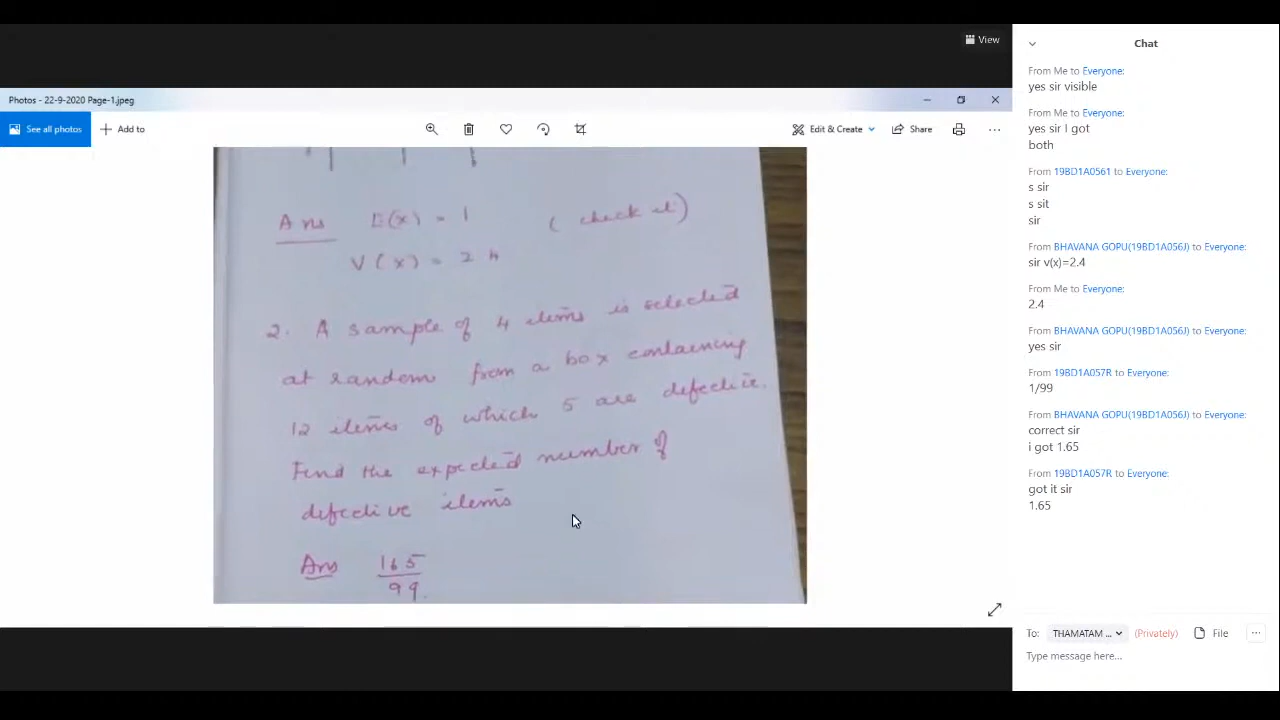 View
Photos - 22-9-2020 Page-1.jpeg
See all photos
Add to
Edit & Create
Share
Ans E(x) = 1 (check it)
V(x) = 2.4
2. A sample of 4 items is selected
at random from a box containing
12 items of which 5 are defective.
Find the expected number of
defective items
Ans 165
99.
Chat
From Me to Everyone:
yes sir visible
From Me to Everyone:
yes sir I got
both
From 19BD1A0561 to Everyone:
s sir
s sit
sir
From BHAVANA GOPU(19BD1A056J) to Everyone:
sir v(x)=2.4
From Me to Everyone:
2.4
From BHAVANA GOPU(19BD1A056J) to Everyone:
yes sir
From 19BD1A057R to Everyone:
1/99
From BHAVANA GOPU(19BD1A056J) to Everyone:
correct sir
i got 1.65
From 19BD1A057R to Everyone:
got it sir
1.65
To: THAMATAM ... (Privately) File
Type message here...